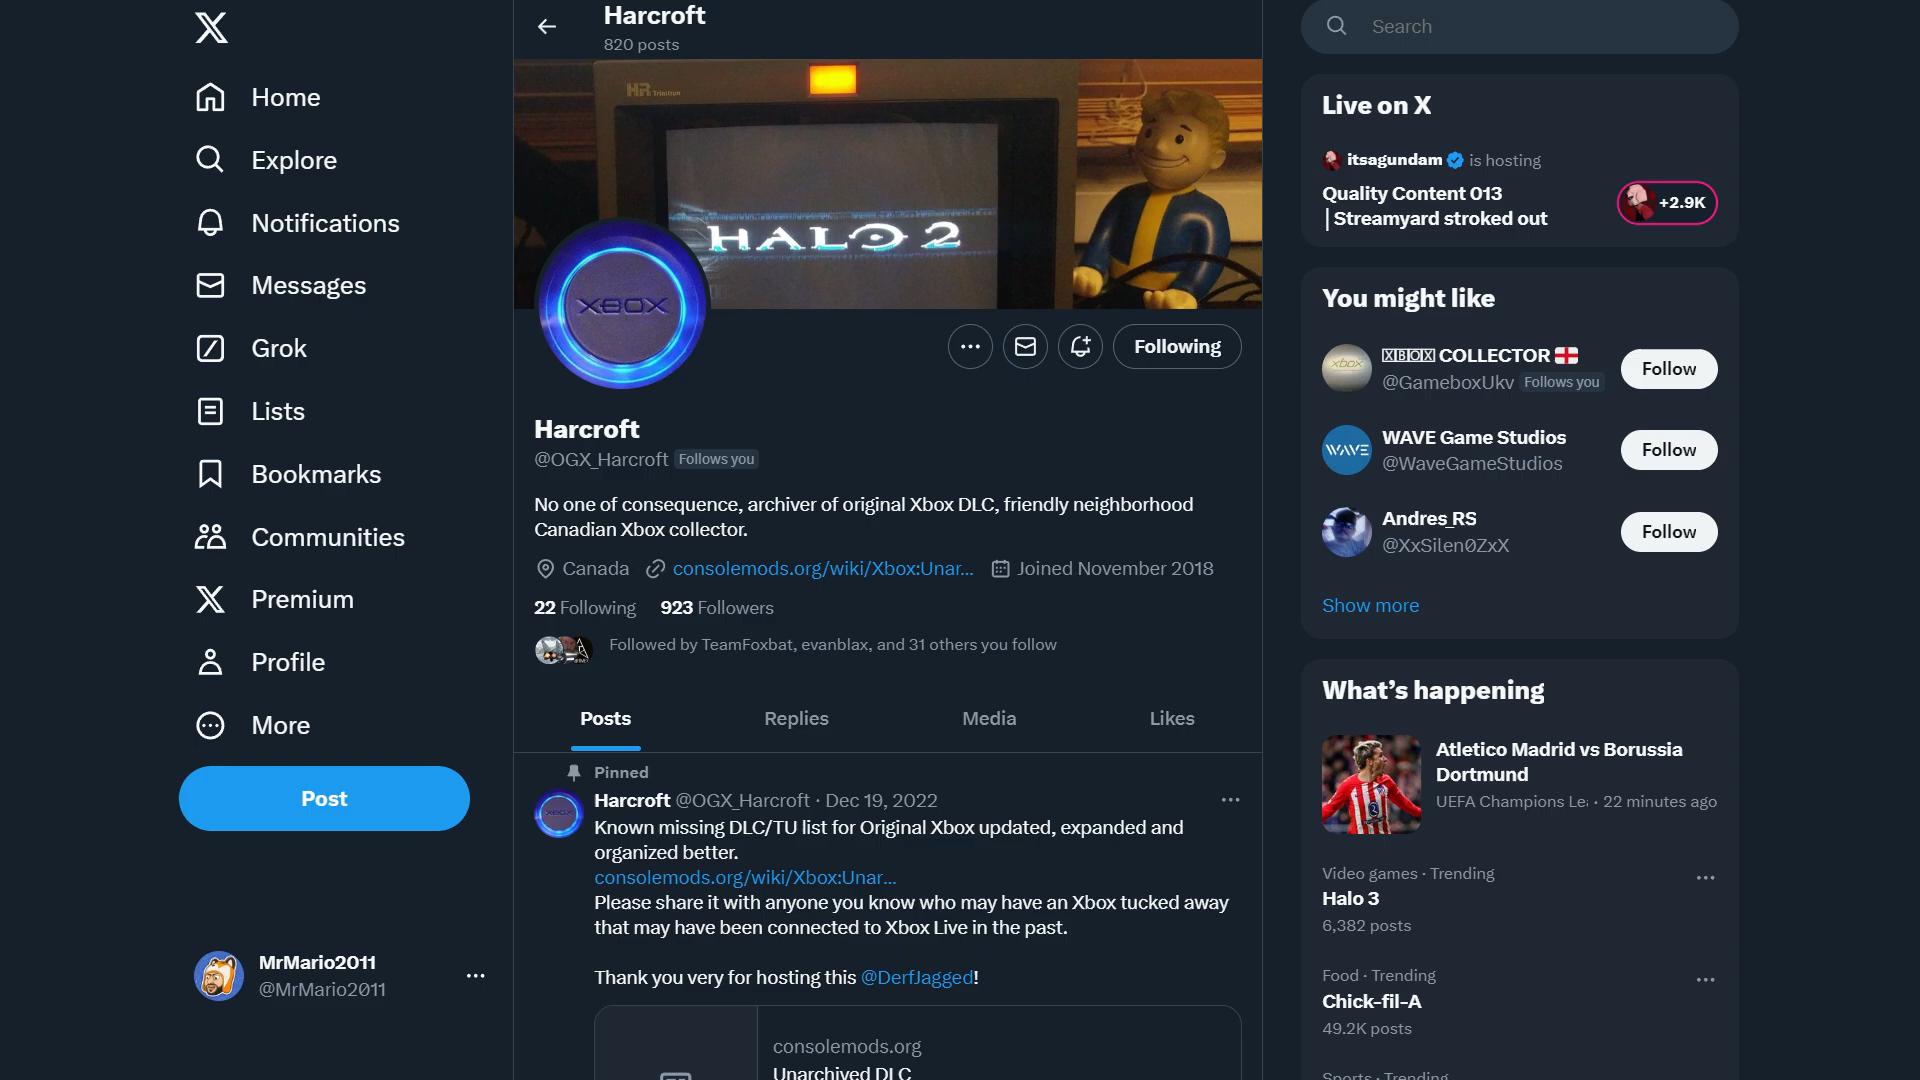 Harcroft
820 posts
Home
Explore
Notifications
Messages
Grok
Lists
Bookmarks
Communities
Premium
Profile
More
Post
MrMario2011
@MrMario2011
HR Trinitron
HALO 2
XBOX
Following
Harcroft
@OGX_Harcroft Follows you
No one of consequence, archiver of original Xbox DLC, friendly neighborhood
Canadian Xbox collector.
Canada consolemods.org/wiki/Xbox:Unar... Joined November 2018
22 Following 923 Followers
Followed by TeamFoxbat, evanblax, and 31 others you follow
Posts Replies Media Likes
Pinned
Harcroft @OGX_Harcroft · Dec 19, 2022
Known missing DLC/TU list for Original Xbox updated, expanded and
organized better.
consolemods.org/wiki/Xbox:Unar...
Please share it with anyone you know who may have an Xbox tucked away
that may have been connected to Xbox Live in the past.
Thank you very for hosting this @DerfJagged!
consolemods.org
Unarchived DLC
Search
Live on X
itsagundam is hosting
Quality Content 013
|Streamyard stroked out
+2.9K
You might like
XBOX COLLECTOR
@GameboxUkv Follows you
Follow
WAVE
WAVE Game Studios
@WaveGameStudios
Follow
Andres_RS
@XxSilen0ZxX
Follow
Show more
What's happening
Atletico Madrid vs Borussia
Dortmund
UEFA Champions Le · 22 minutes ago
Video games · Trending
Halo 3
6,382 posts
Food · Trending
Chick-fil-A
49.2K posts
Sports · Trending